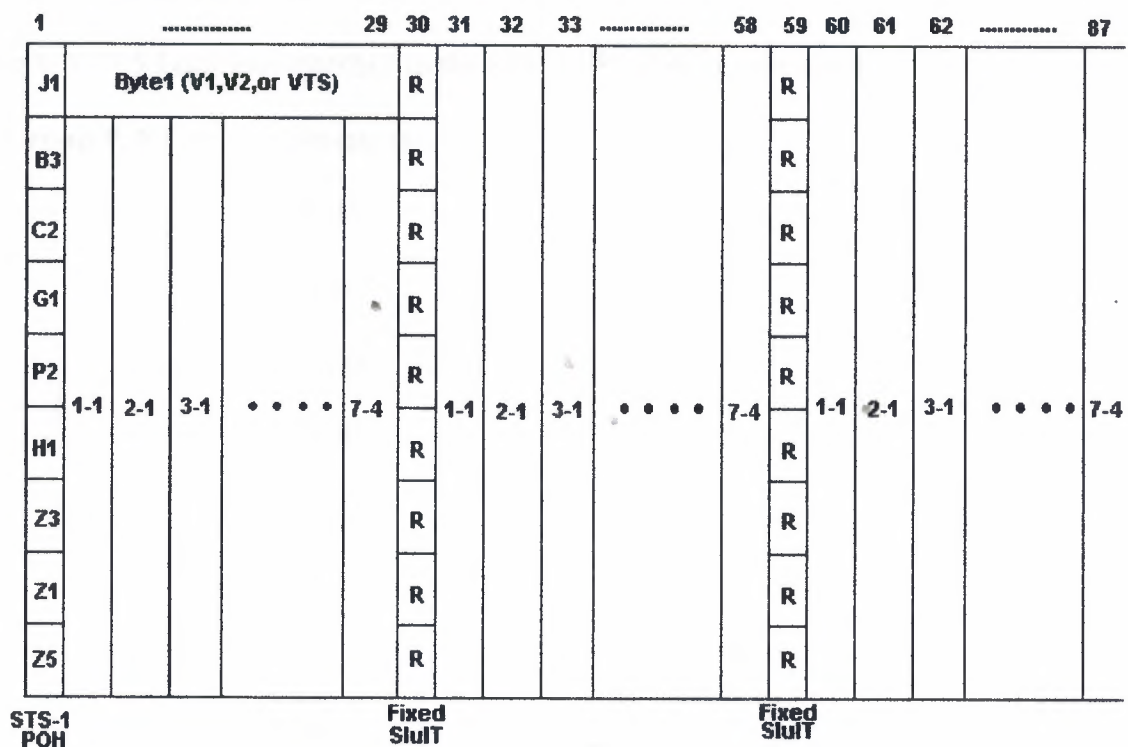 1 ............... 29 30 31 32 33 ............... 58 59 60 61 62 ............... 87
J1 Byte1 (V1,V2,or VTS) R R
B3 R R
C2 R R
G1 R R
P2 R R
1-1 2-1 3-1 • • • • 7-4 1-1 2-1 3-1 • • • • 7-4 1-1 2-1 3-1 • • • • 7-4
H1 R R
Z3 R R
Z1 R R
Z5 R R
STS-1 Fixed Fixed
POH SluIT SluIT